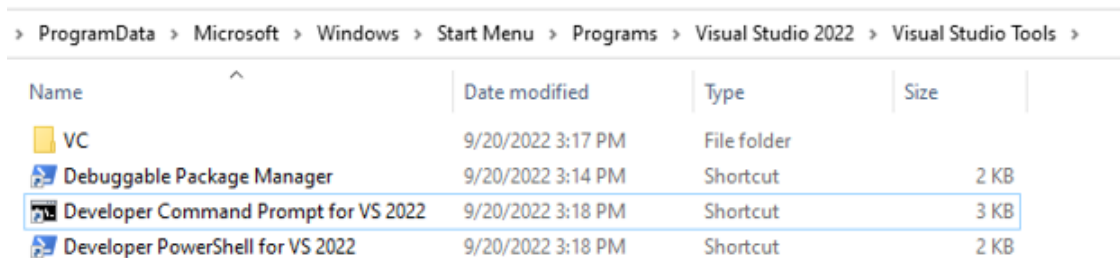 > ProgramData > Microsoft > Windows > Start Menu > Programs > Visual Studio 2022 > Visual Studio Tools >
Name Date modified Type Size
VC 9/20/2022 3:17 PM File folder
Debuggable Package Manager 9/20/2022 3:14 PM Shortcut 2 KB
Developer Command Prompt for VS 2022 9/20/2022 3:18 PM Shortcut 3 KB
Developer PowerShell for VS 2022 9/20/2022 3:18 PM Shortcut 2 KB